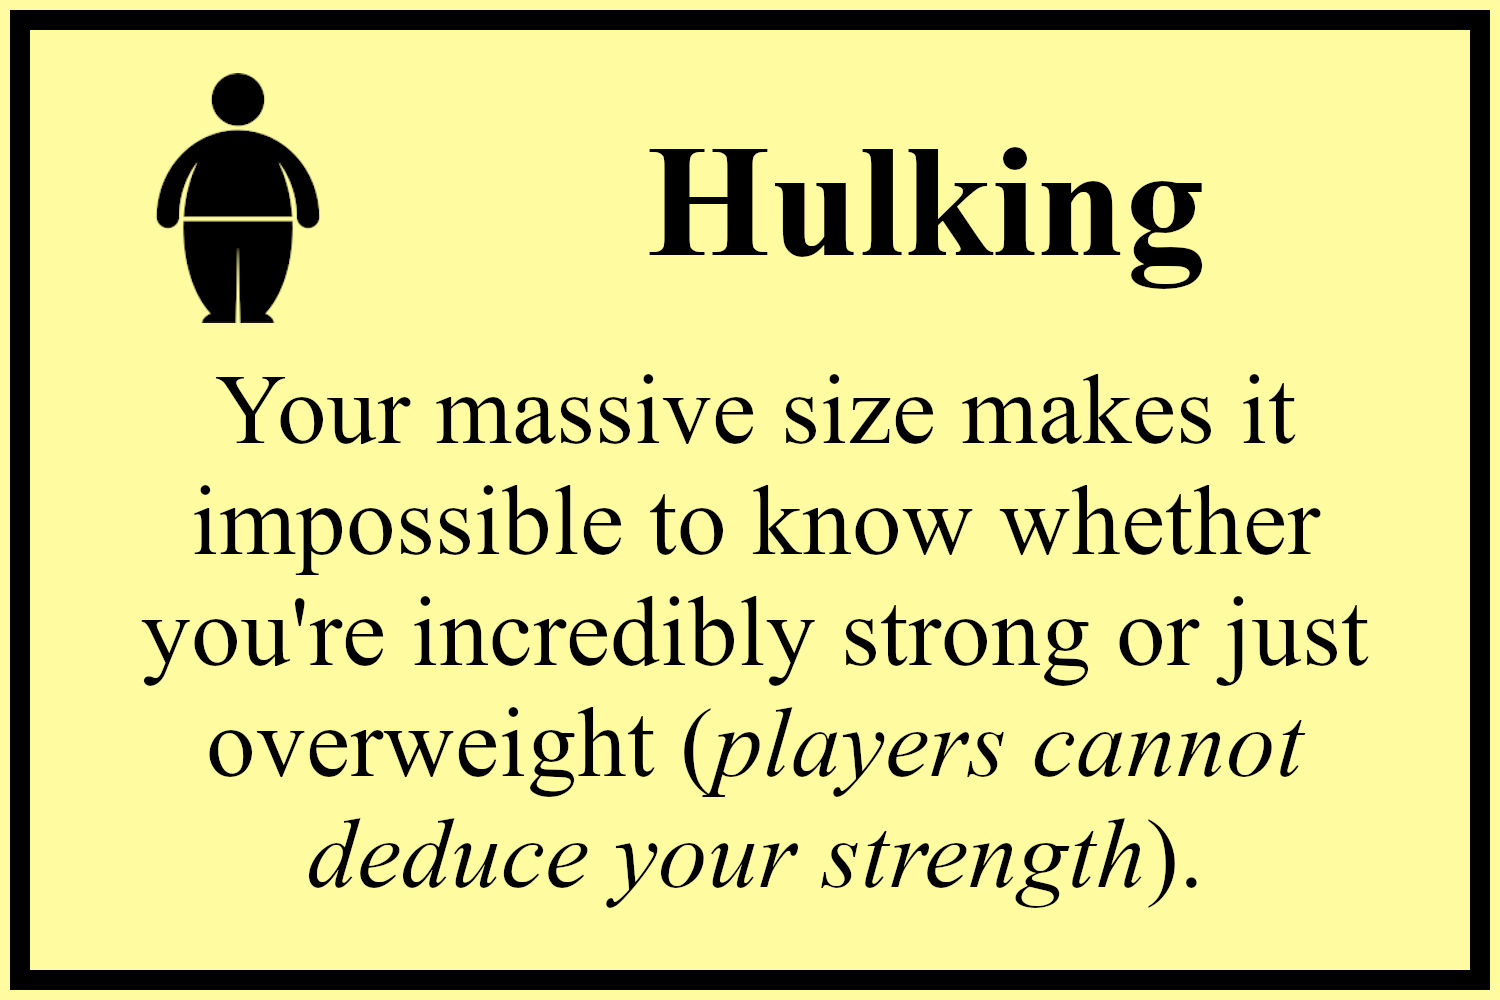 Hulking
Your massive size makes it
impossible to know whether
you're incredibly strong or just
overweight (players cannot
deduce your strength).